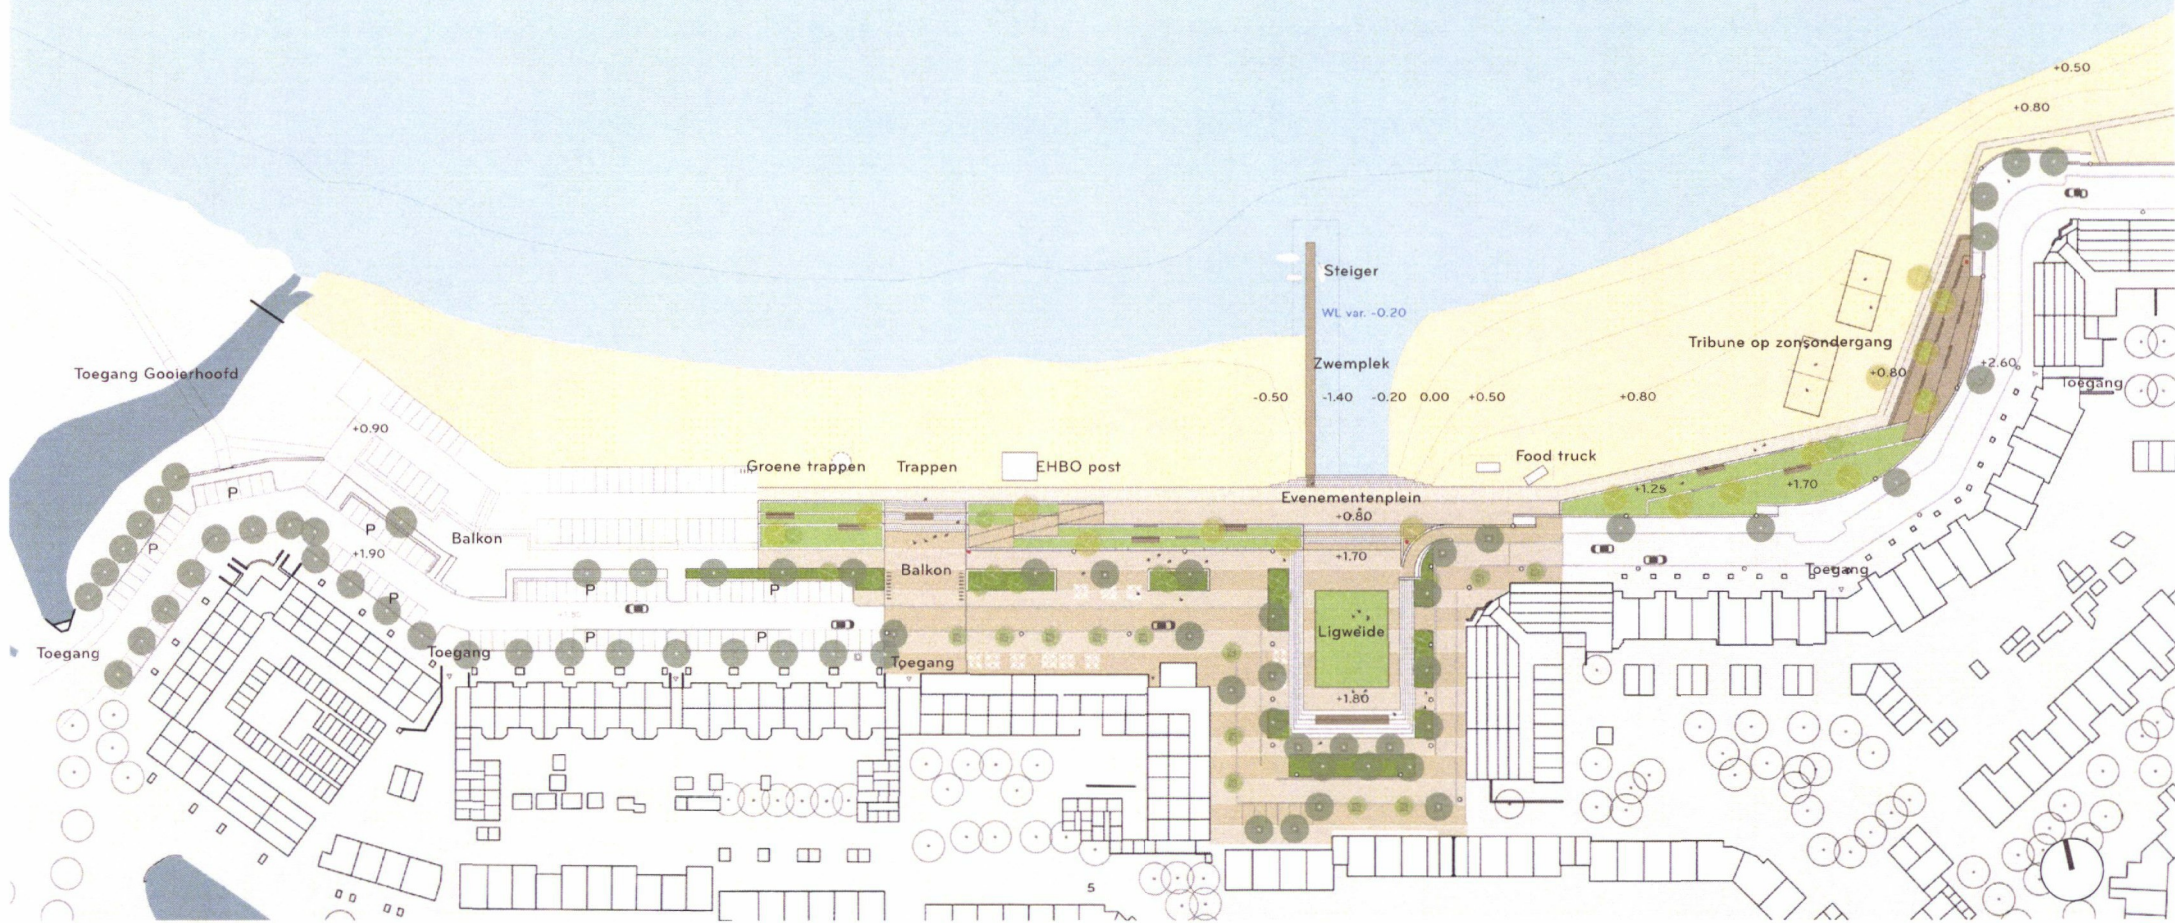 +0.50
+0.80
Steiger
WL var. -0.20
Tribune op zonsondergang
Zwemplek
+2.60
Toegang Gooierhoofd
+0.80
Toegang
-0.50
-1.40
-0.20
0.00
+0.50
+0.80
+0.90
Food truck
Groene trappen
Trappen
EHBO post
+1.70
P
+1.25
Evenementenplein
+0.80
P
Balkon
P
+1.90
+1.70
Balkon
Toegang
P
P
P
Ligweide
P
P
Toegang
Toegang
Toegang
+1.80
5